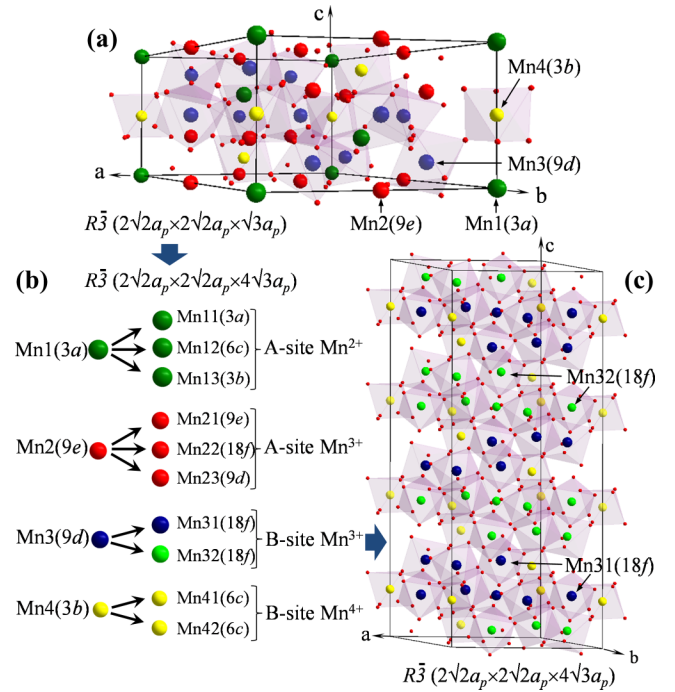 (a)
c
Mn4(3b)
Mn3(9d)
a
b
R3̄ (2√2aₚ×2√2aₚ×√3aₚ)
Mn2(9e)
Mn1(3a)
(b)
R3̄ (2√2aₚ×2√2aₚ×4√3aₚ)
Mn1(3a)
Mn11(3a)
Mn12(6c)
Mn13(3b)
A-site Mn²⁺
Mn2(9e)
Mn21(9e)
Mn22(18f)
Mn23(9d)
A-site Mn³⁺
Mn3(9d)
Mn31(18f)
Mn32(18f)
B-site Mn³⁺
Mn4(3b)
Mn41(6c)
Mn42(6c)
B-site Mn⁴⁺
c
(c)
Mn32(18f)
Mn31(18f)
a
b
R3̄ (2√2aₚ×2√2aₚ×4√3aₚ)